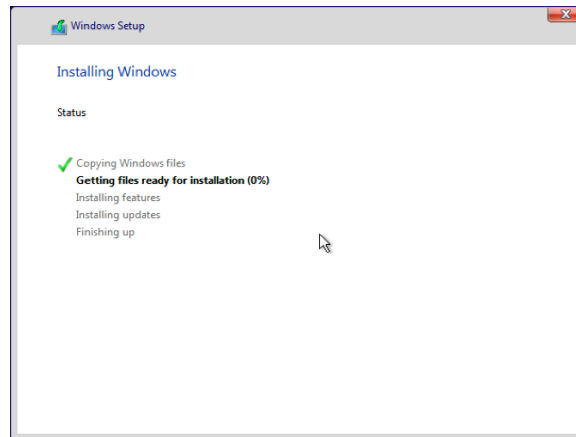 Windows Setup
Installing Windows
Status
Copying Windows files
Getting files ready for installation (0%)
Installing features
Installing updates
Finishing up